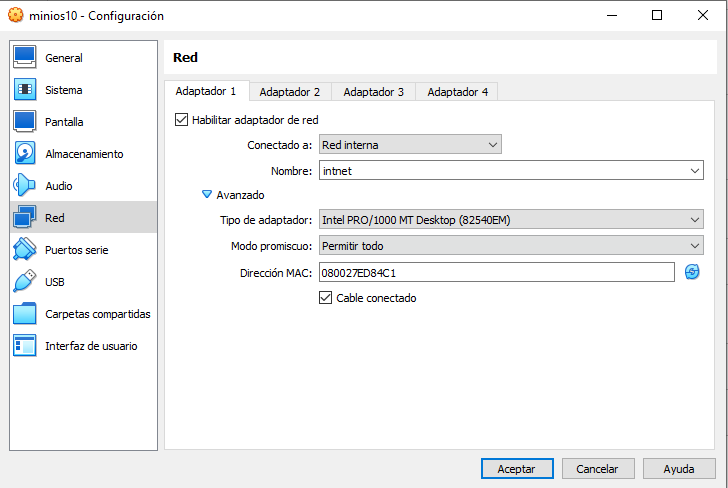 minios10 - Configuración
General
Sistema
Pantalla
Almacenamiento
Audio
Red
Puertos serie
USB
Carpetas compartidas
Interfaz de usuario
Red
Adaptador 1 Adaptador 2 Adaptador 3 Adaptador 4
Habilitar adaptador de red
Conectado a: Red interna
Nombre: intnet
Avanzado
Tipo de adaptador: Intel PRO/1000 MT Desktop (82540EM)
Modo promiscuo: Permitir todo
Dirección MAC: 080027ED84C1
Cable conectado
Aceptar Cancelar Ayuda